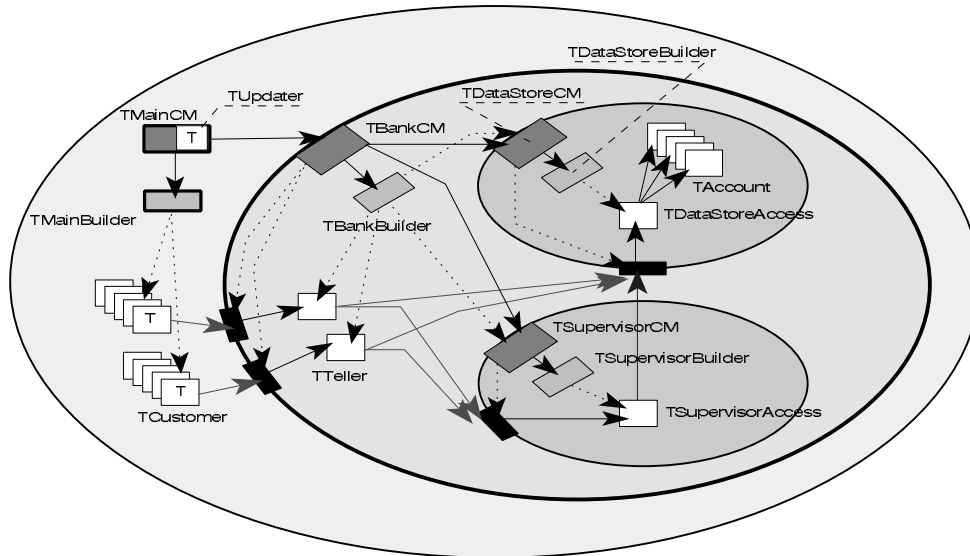 TDataStoreBuilder
TUpdater
TDataStoreCM
TMainCM
T
TBankCM
TAccount
TMainBuilder
TBankBuilder
TDataStoreAccess
T
TSupervisorCM
TSupervisorBuilder
TTeller
T
TCustomer
TSupervisorAccess